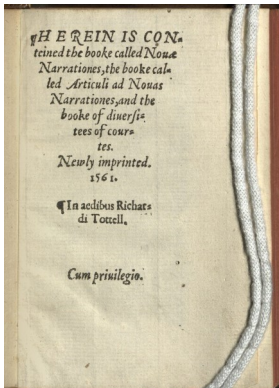 ¶HEREIN IS CON⸗
teined the booke called Nouæ
Narrationes, the booke cal⸗
led Articuli ad Nouas
Narrationes, and the
booke of diuersi⸗
tees of cour⸗
tes.
Newly imprinted.
1561.
¶In aedibus Richar⸗
di Tottell.
Cum priuilegio.